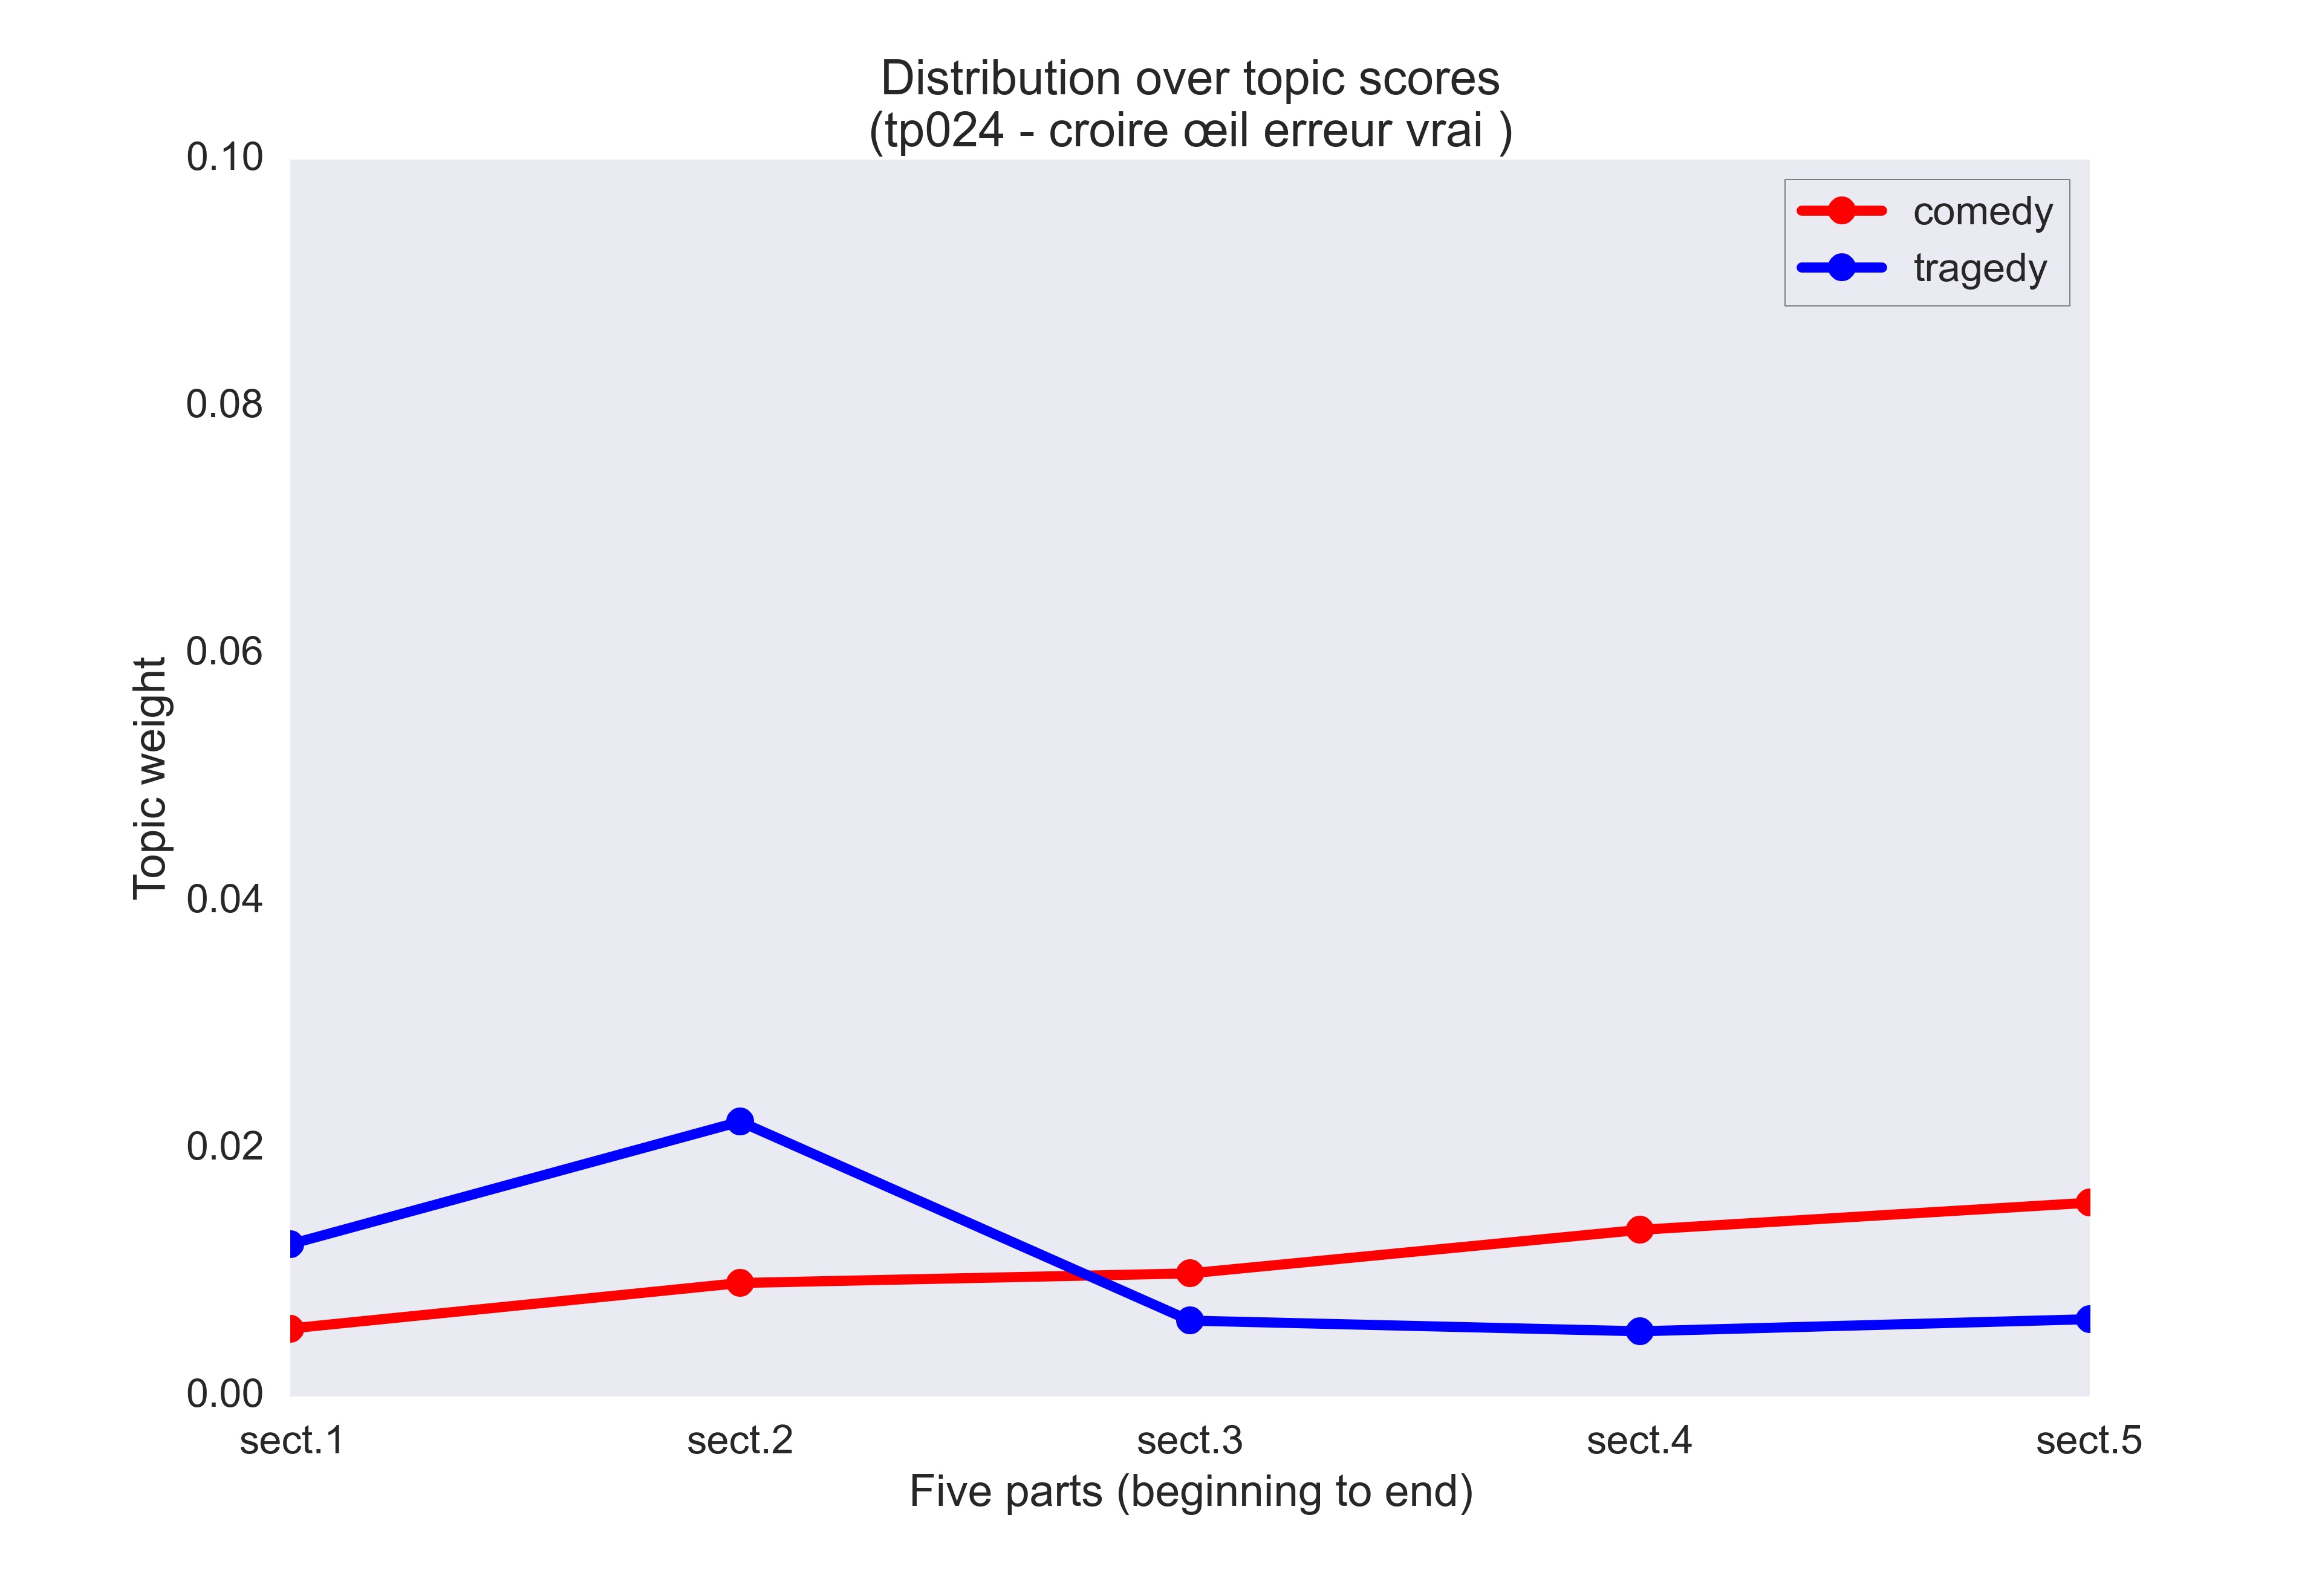 Distribution over topic scores
(tp024 - croire œil erreur vrai )
comedy
tragedy
0.10
0.08
0.06
0.04
0.02
0.00
Topic weight
sect.1
sect.2
sect.3
sect.4
sect.5
Five parts (beginning to end)